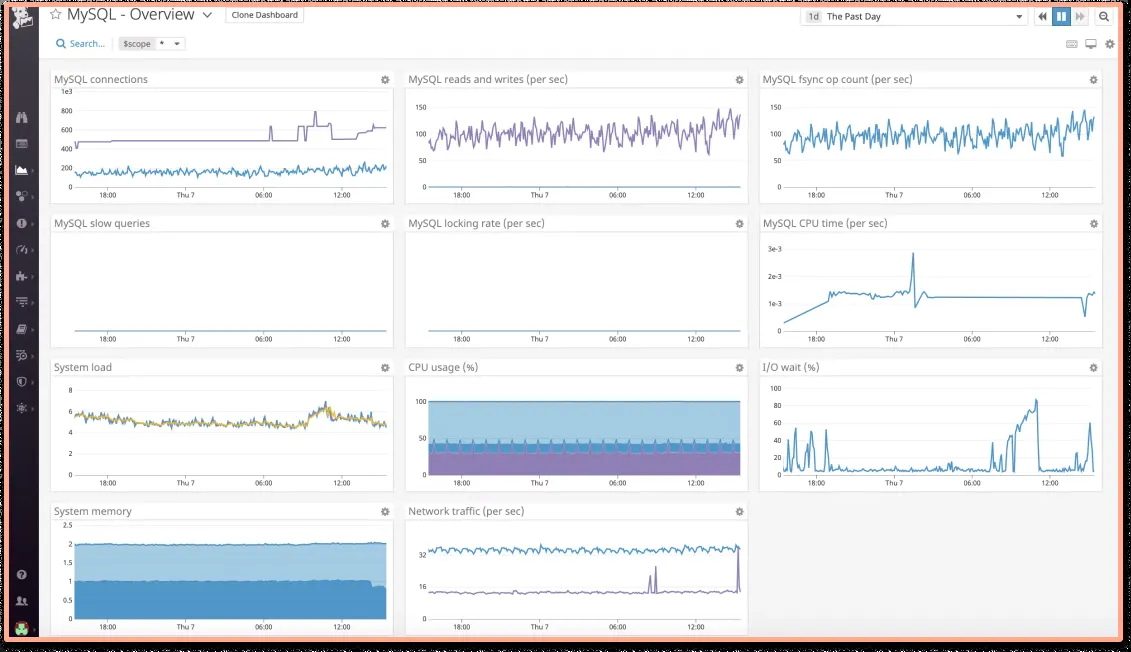 MySQL - Overview
Clone Dashboard
1d The Past Day
Search...
$scope *
MySQL connections
1e3
800
600
400
200
0
18:00 Thu 7 06:00 12:00
MySQL reads and writes (per sec)
150
100
50
0
18:00 Thu 7 06:00 12:00
MySQL fsync op count (per sec)
150
100
50
0
18:00 Thu 7 06:00 12:00
MySQL slow queries
18:00 Thu 7 06:00 12:00
MySQL locking rate (per sec)
18:00 Thu 7 06:00 12:00
MySQL CPU time (per sec)
3e-3
2e-3
1e-3
0
18:00 Thu 7 06:00 12:00
System load
8
6
4
2
0
18:00 Thu 7 06:00 12:00
CPU usage (%)
100
50
0
18:00 Thu 7 06:00 12:00
I/O wait (%)
100
80
60
40
20
0
18:00 Thu 7 06:00 12:00
System memory
2.5
2
1.5
1
0.5
0
18:00 Thu 7 06:00 12:00
Network traffic (per sec)
32
16
0
18:00 Thu 7 06:00 12:00